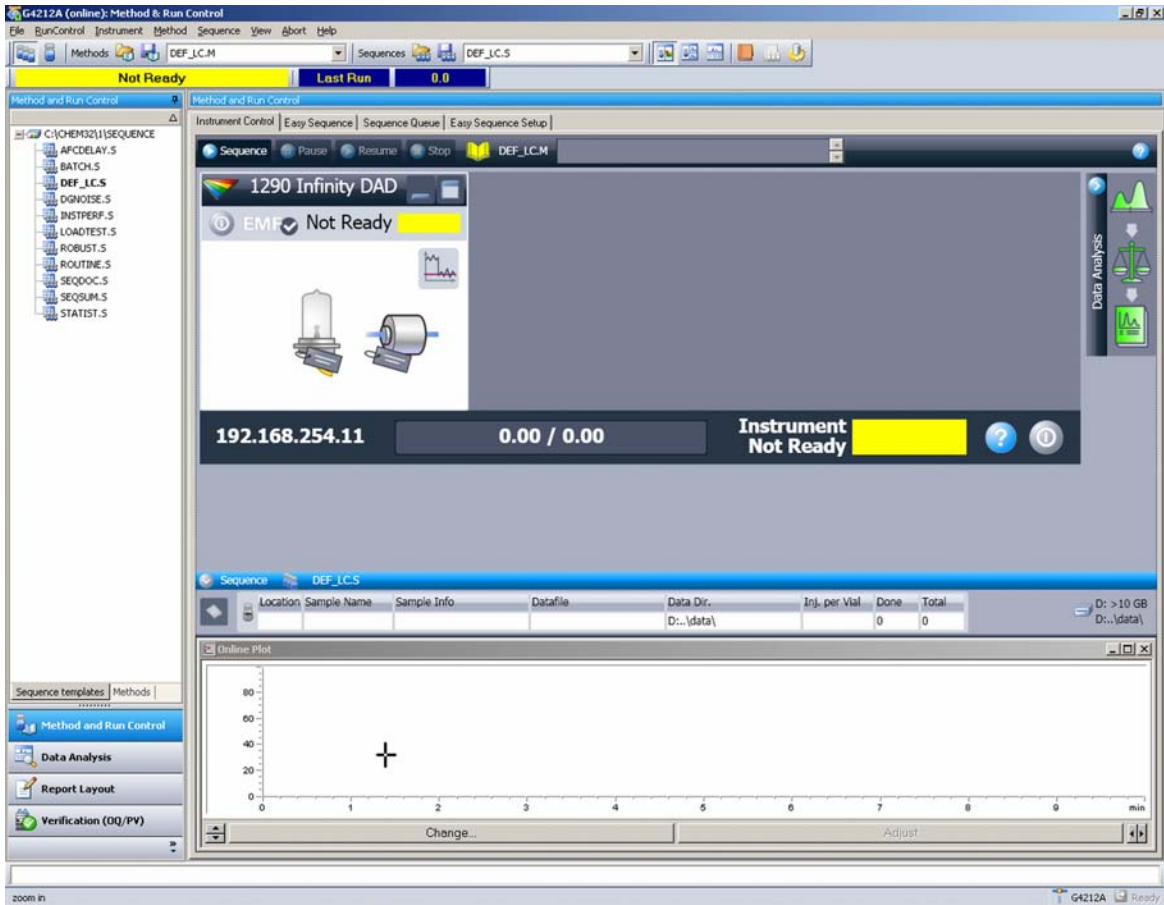 G4212A (online): Method & Run Control
File RunControl Instrument Method Sequence View Abort Help
Methods DEF_LC.M Sequences DEF_LC.S
Not Ready Last Run 0.0
Method and Run Control
C:\CHEM32\1\SEQUENCE
AFCDELAY.S
BATCH.S
DEF_LC.S
DGNOISE.S
INSTPERF.S
LOADTEST.S
ROBUST.S
ROUTINE.S
SEQDOC.S
SEQSUM.S
STATIST.S
Sequence templates Methods
Method and Run Control
Data Analysis
Report Layout
Verification (OQ/PV)
Method and Run Control
Instrument Control Easy Sequence Sequence Queue Easy Sequence Setup
Sequence Pause Resume Stop DEF_LC.M
1290 Infinity DAD
EMF Not Ready
Data Analysis
192.168.254.11 0.00 / 0.00 Instrument
Not Ready
Sequence DEF_LC.S
Location Sample Name Sample Info Datafile Data Dir. Inj. per Vial Done Total
D:..\data\ 0 0
D: >10 GB
D:..\data\
Online Plot
80
60
40
20
0
0 1 2 3 4 5 6 7 8 9 min
Change... Adjust
zoom in G4212A Ready